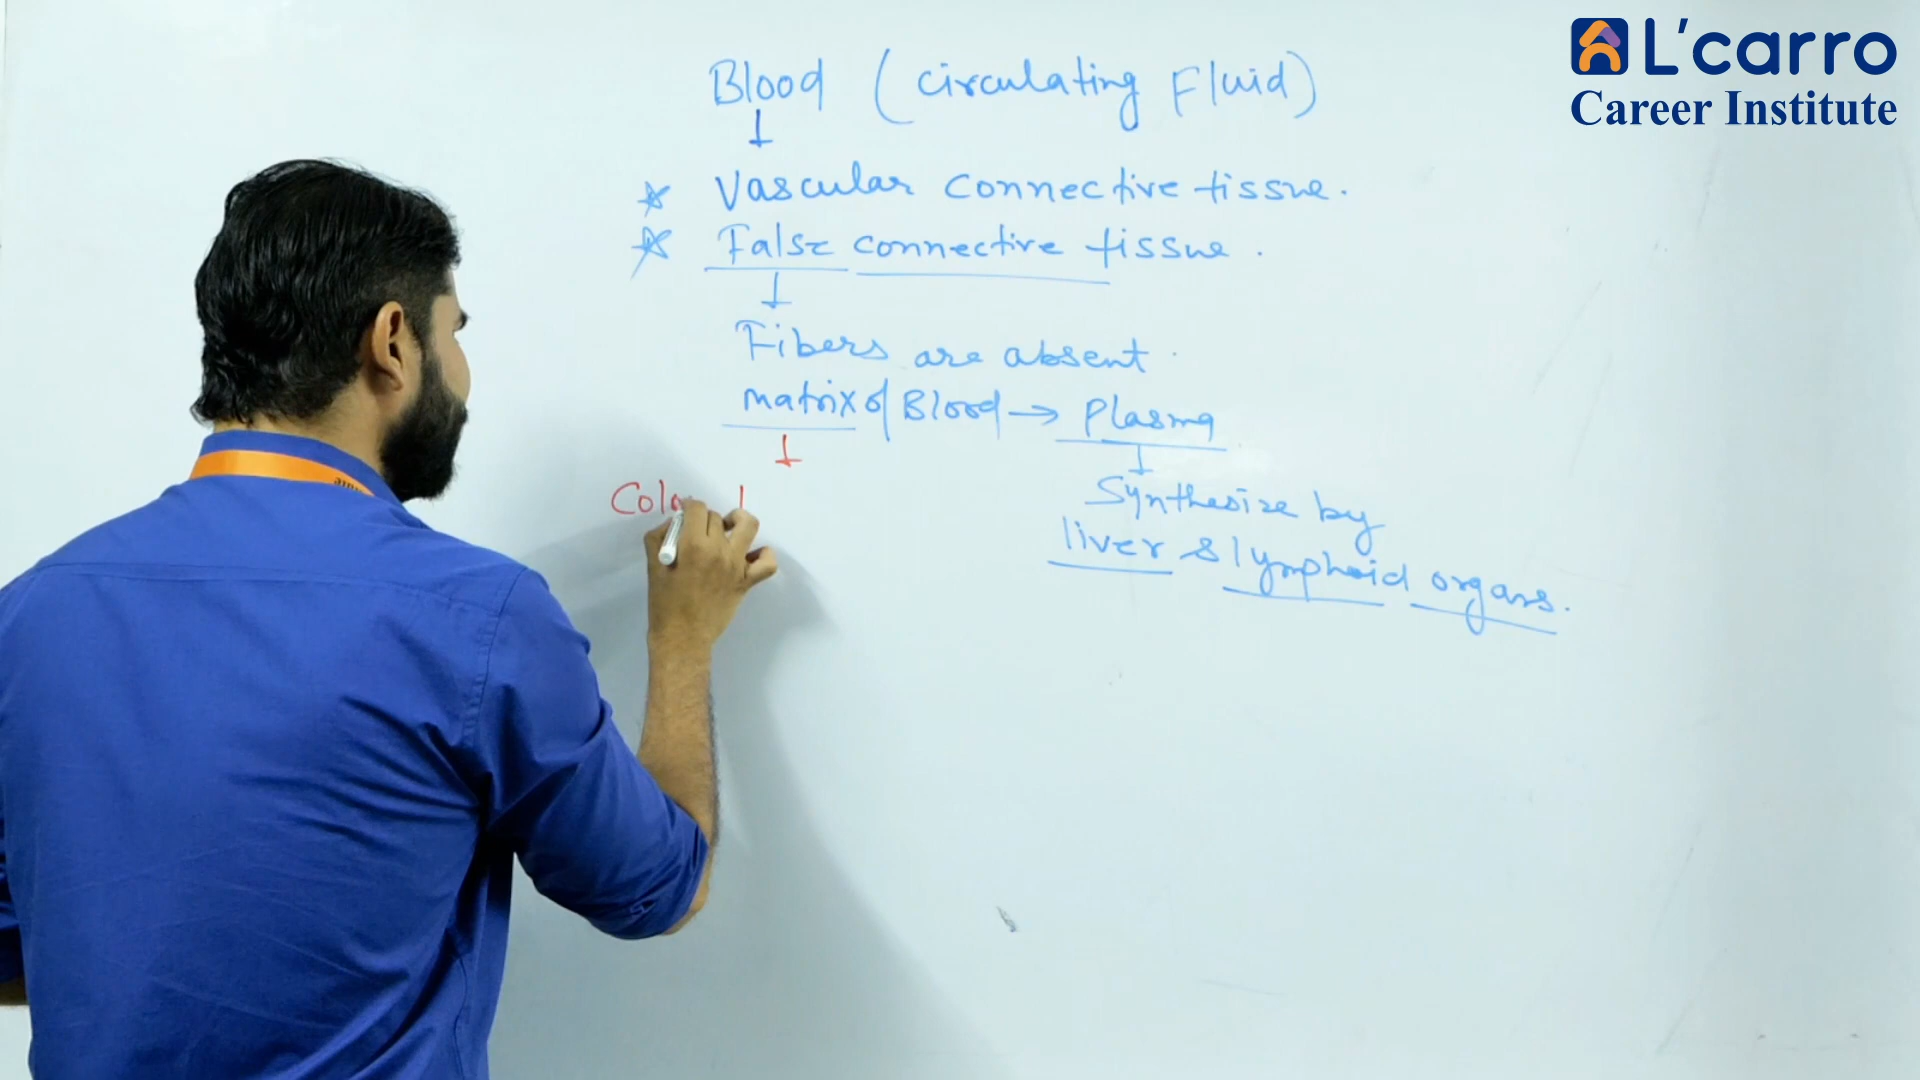 L'carro
Career Institute
Blood (circulating Fluid)
Vascular connective tissue.
False connective tissue.
Fibers are absent.
matrix of Blood → Plasma
Synthesize by
liver & lymphoid organs.